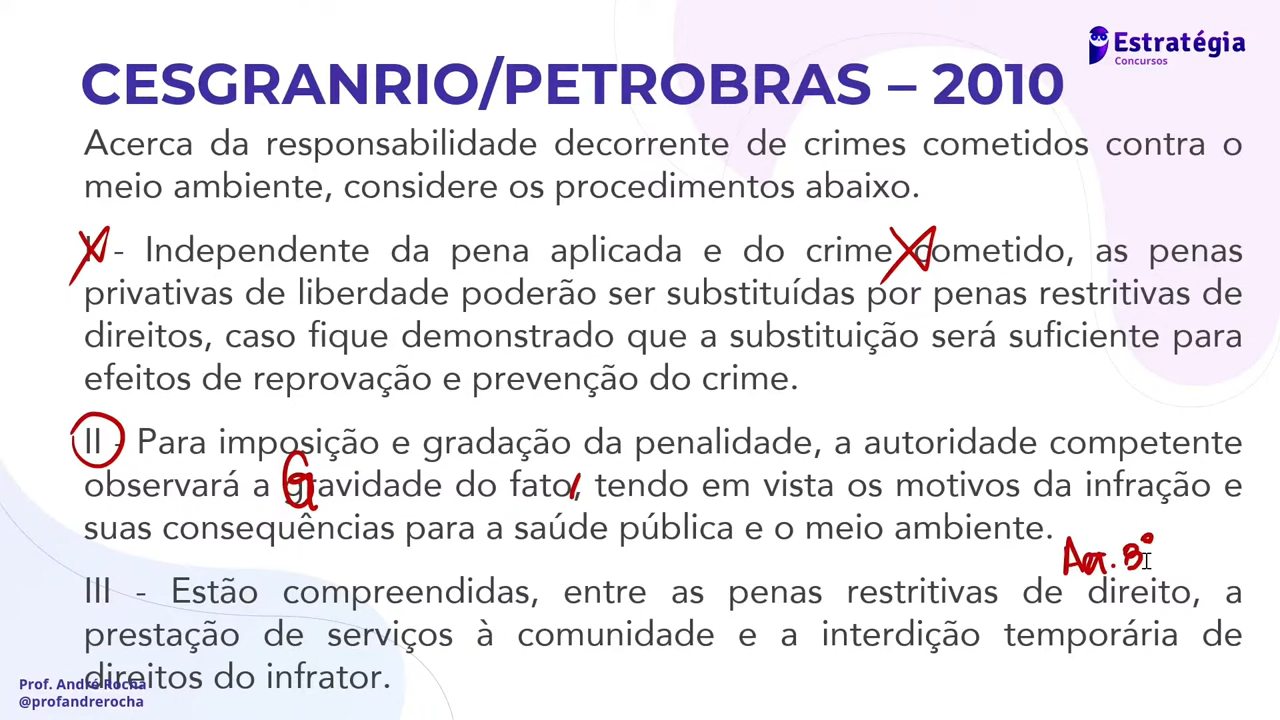 Estratégia
Concursos
CESGRANRIO/PETROBRAS – 2010
Acerca da responsabilidade decorrente de crimes cometidos contra o
meio ambiente, considere os procedimentos abaixo.
I - Independente da pena aplicada e do crime cometido, as penas
privativas de liberdade poderão ser substituídas por penas restritivas de
direitos, caso fique demonstrado que a substituição será suficiente para
efeitos de reprovação e prevenção do crime.
II - Para imposição e gradação da penalidade, a autoridade competente
observará a gravidade do fato, tendo em vista os motivos da infração e
suas consequências para a saúde pública e o meio ambiente.
III - Estão compreendidas, entre as penas restritivas de direito, a
prestação de serviços à comunidade e a interdição temporária de
direitos do infrator.
Prof. André Rocha
@profandrerocha